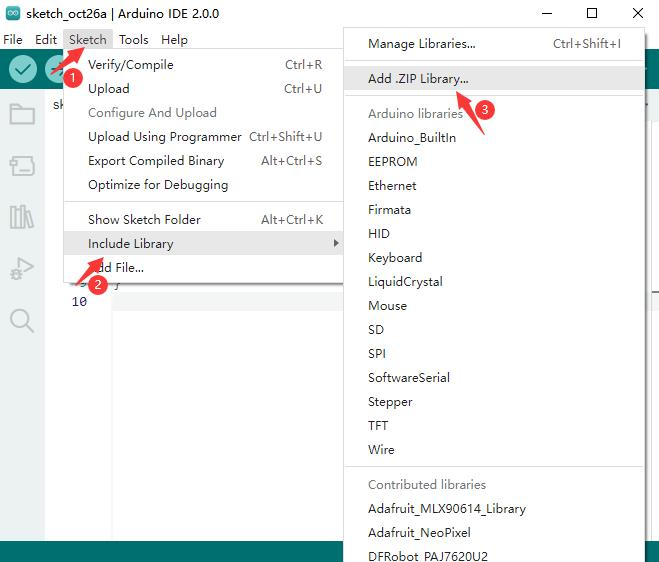 sketch_oct26a | Arduino IDE 2.0.0
File Edit Sketch Tools Help
1
Verify/Compile Ctrl+R
Upload Ctrl+U
Configure And Upload
Upload Using Programmer Ctrl+Shift+U
Export Compiled Binary Alt+Ctrl+S
Optimize for Debugging
Show Sketch Folder Alt+Ctrl+K
Include Library
2
File...
10
Manage Libraries... Ctrl+Shift+I
Add .ZIP Library...
3
Arduino libraries
Arduino_BuiltIn
EEPROM
Ethernet
Firmata
HID
Keyboard
LiquidCrystal
Mouse
SD
SPI
SoftwareSerial
Stepper
TFT
Wire
Contributed libraries
Adafruit_MLX90614_Library
Adafruit_NeoPixel
DFRobot_PAJ7620U2